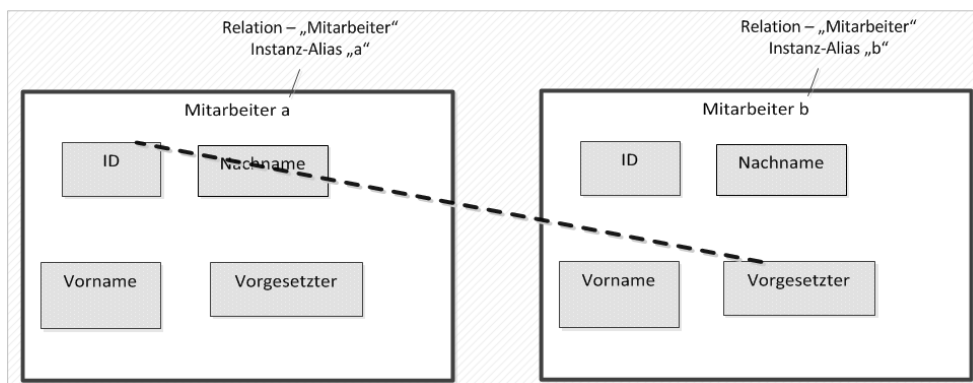 Relation – „Mitarbeiter”
Instanz-Alias „a”
Mitarbeiter a
ID
Nachname
Vorname
Vorgesetzter
Relation – „Mitarbeiter”
Instanz-Alias „b”
Mitarbeiter b
ID
Nachname
Vorname
Vorgesetzter